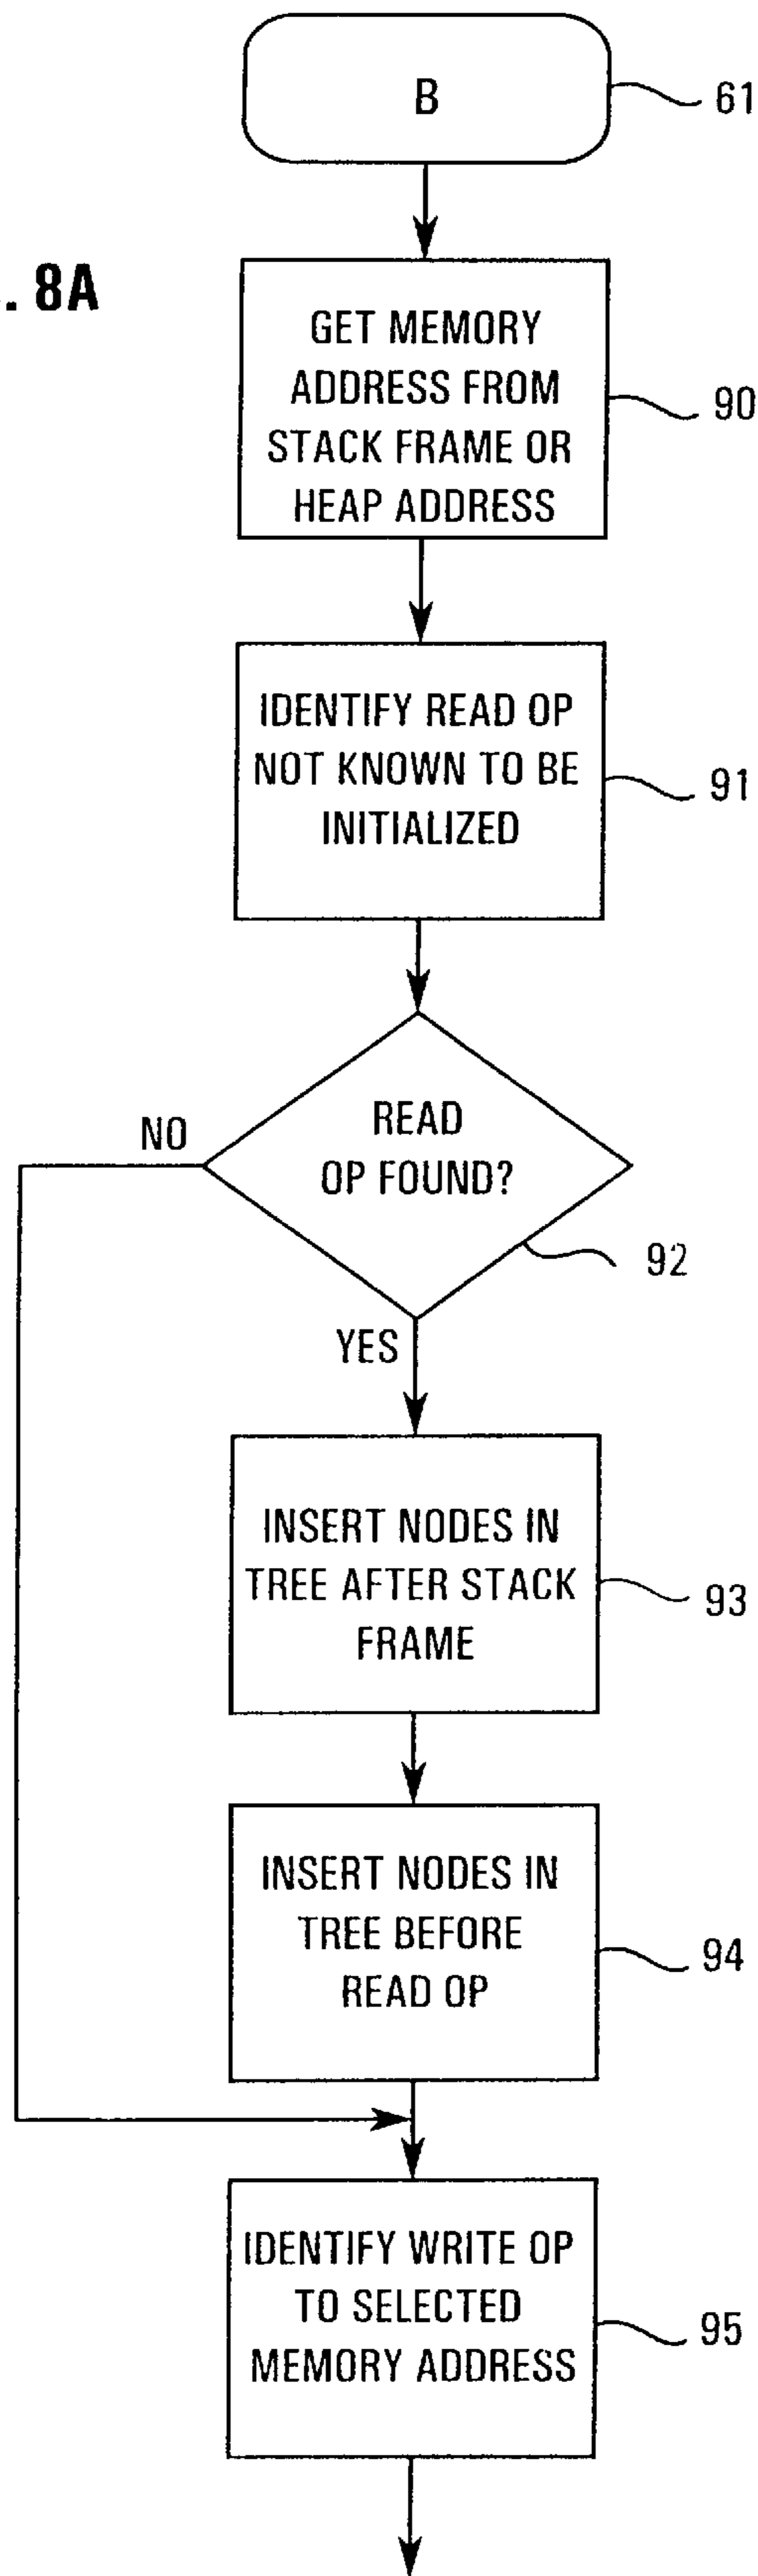 B
61
. 8A
GET MEMORY
ADDRESS FROM
STACK FRAME OR
HEAP ADDRESS
90
IDENTIFY READ OP
NOT KNOWN TO BE
INITIALIZED
91
NO
READ
OP FOUND?
92
YES
INSERT NODES IN
TREE AFTER STACK
FRAME
93
INSERT NODES IN
TREE BEFORE
READ OP
94
IDENTIFY WRITE OP
TO SELECTED
MEMORY ADDRESS
95